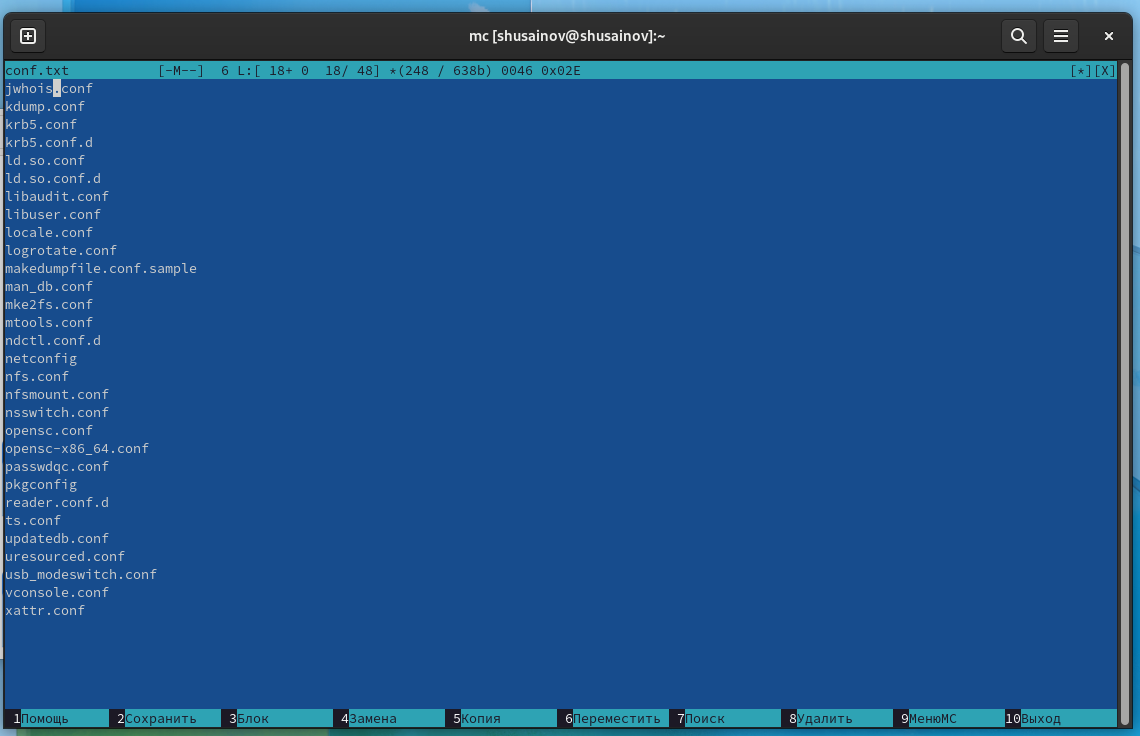 mc [shusainov@shusainov]:~
conf.txt [-M--] 6 L:[ 18+ 0 18/ 48] *(248 / 638b) 0046 0x02E [*][X]
jwhois.conf
kdump.conf
krb5.conf
krb5.conf.d
ld.so.conf
ld.so.conf.d
libaudit.conf
libuser.conf
locale.conf
logrotate.conf
makedumpfile.conf.sample
man_db.conf
mke2fs.conf
mtools.conf
ndctl.conf.d
netconfig
nfs.conf
nfsmount.conf
nsswitch.conf
opensc.conf
opensc-x86_64.conf
passwdqc.conf
pkgconfig
reader.conf.d
ts.conf
updatedb.conf
uresourced.conf
usb_modeswitch.conf
vconsole.conf
xattr.conf
1Помощь 2Сохранить 3Блок 4Замена 5Копия 6Переместить 7Поиск 8Удалить 9МенюМС 10Выход